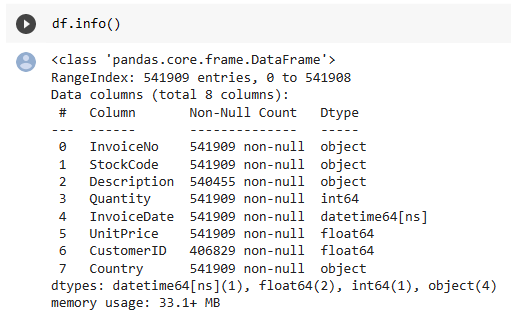 df.info()
<class 'pandas.core.frame.DataFrame'>
RangeIndex: 541909 entries, 0 to 541908
Data columns (total 8 columns):
 #   Column       Non-Null Count   Dtype
---  ------       --------------   -----
 0   InvoiceNo    541909 non-null  object
 1   StockCode    541909 non-null  object
 2   Description  540455 non-null  object
 3   Quantity     541909 non-null  int64
 4   InvoiceDate  541909 non-null  datetime64[ns]
 5   UnitPrice    541909 non-null  float64
 6   CustomerID   406829 non-null  float64
 7   Country      541909 non-null  object
dtypes: datetime64[ns](1), float64(2), int64(1), object(4)
memory usage: 33.1+ MB